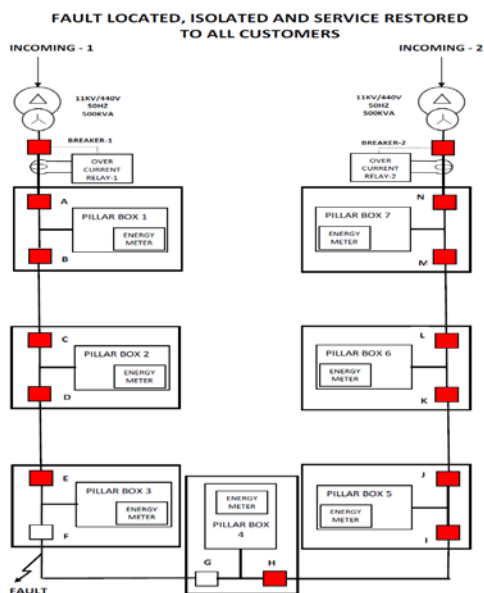 FAULT LOCATED, ISOLATED AND SERVICE RESTORED
TO ALL CUSTOMERS
INCOMING - 1
INCOMING - 2
11KV/440V
50HZ
500KVA
11KV/440V
50HZ
500KVA
BREAKER-1
BREAKER-2
OVER
CURRENT
RELAY-1
OVER
CURRENT
RELAY-2
A
PILLAR BOX 1
ENERGY
METER
B
N
PILLAR BOX 7
ENERGY
METER
M
C
PILLAR BOX 2
ENERGY
METER
D
L
PILLAR BOX 6
ENERGY
METER
K
E
PILLAR BOX 3
ENERGY
METER
F
ENERGY
METER
PILLAR BOX
4
G
H
J
PILLAR BOX 5
ENERGY
METER
I
FAULT